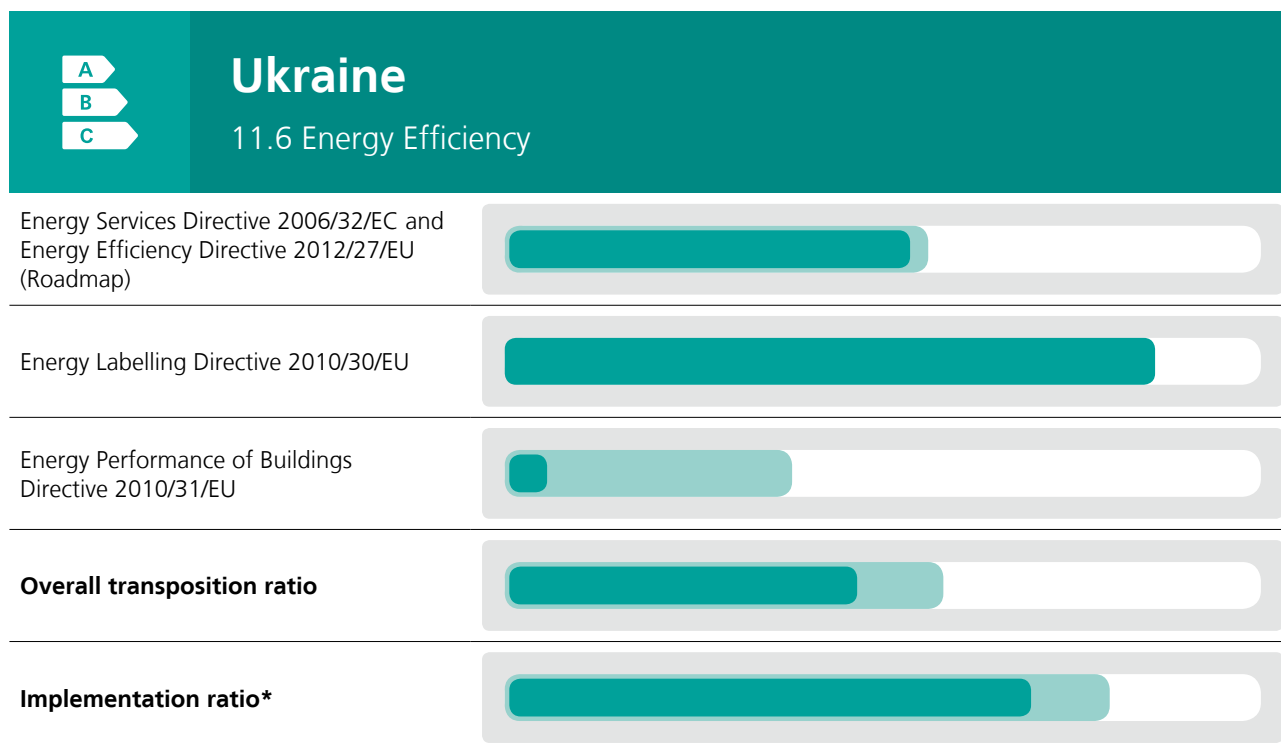 A
B
C
Ukraine
11.6 Energy Efficiency
Energy Services Directive 2006/32/EC and
Energy Efficiency Directive 2012/27/EU
(Roadmap)
Energy Labelling Directive 2010/30/EU
Energy Performance of Buildings
Directive 2010/31/EU
Overall transposition ratio
Implementation ratio*